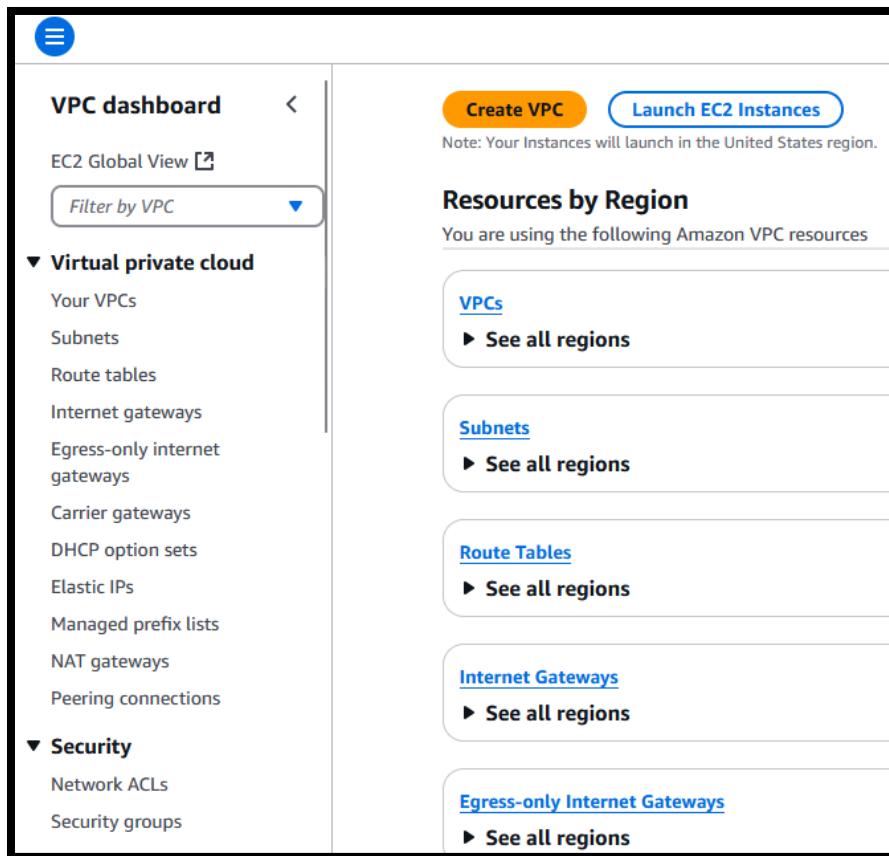 VPC dashboard
EC2 Global View
Filter by VPC
Virtual private cloud
Your VPCs
Subnets
Route tables
Internet gateways
Egress-only internet
gateways
Carrier gateways
DHCP option sets
Elastic IPs
Managed prefix lists
NAT gateways
Peering connections
Security
Network ACLs
Security groups
Create VPC
Launch EC2 Instances
Note: Your Instances will launch in the United States region.
Resources by Region
You are using the following Amazon VPC resources
VPCs
See all regions
Subnets
See all regions
Route Tables
See all regions
Internet Gateways
See all regions
Egress-only Internet Gateways
See all regions